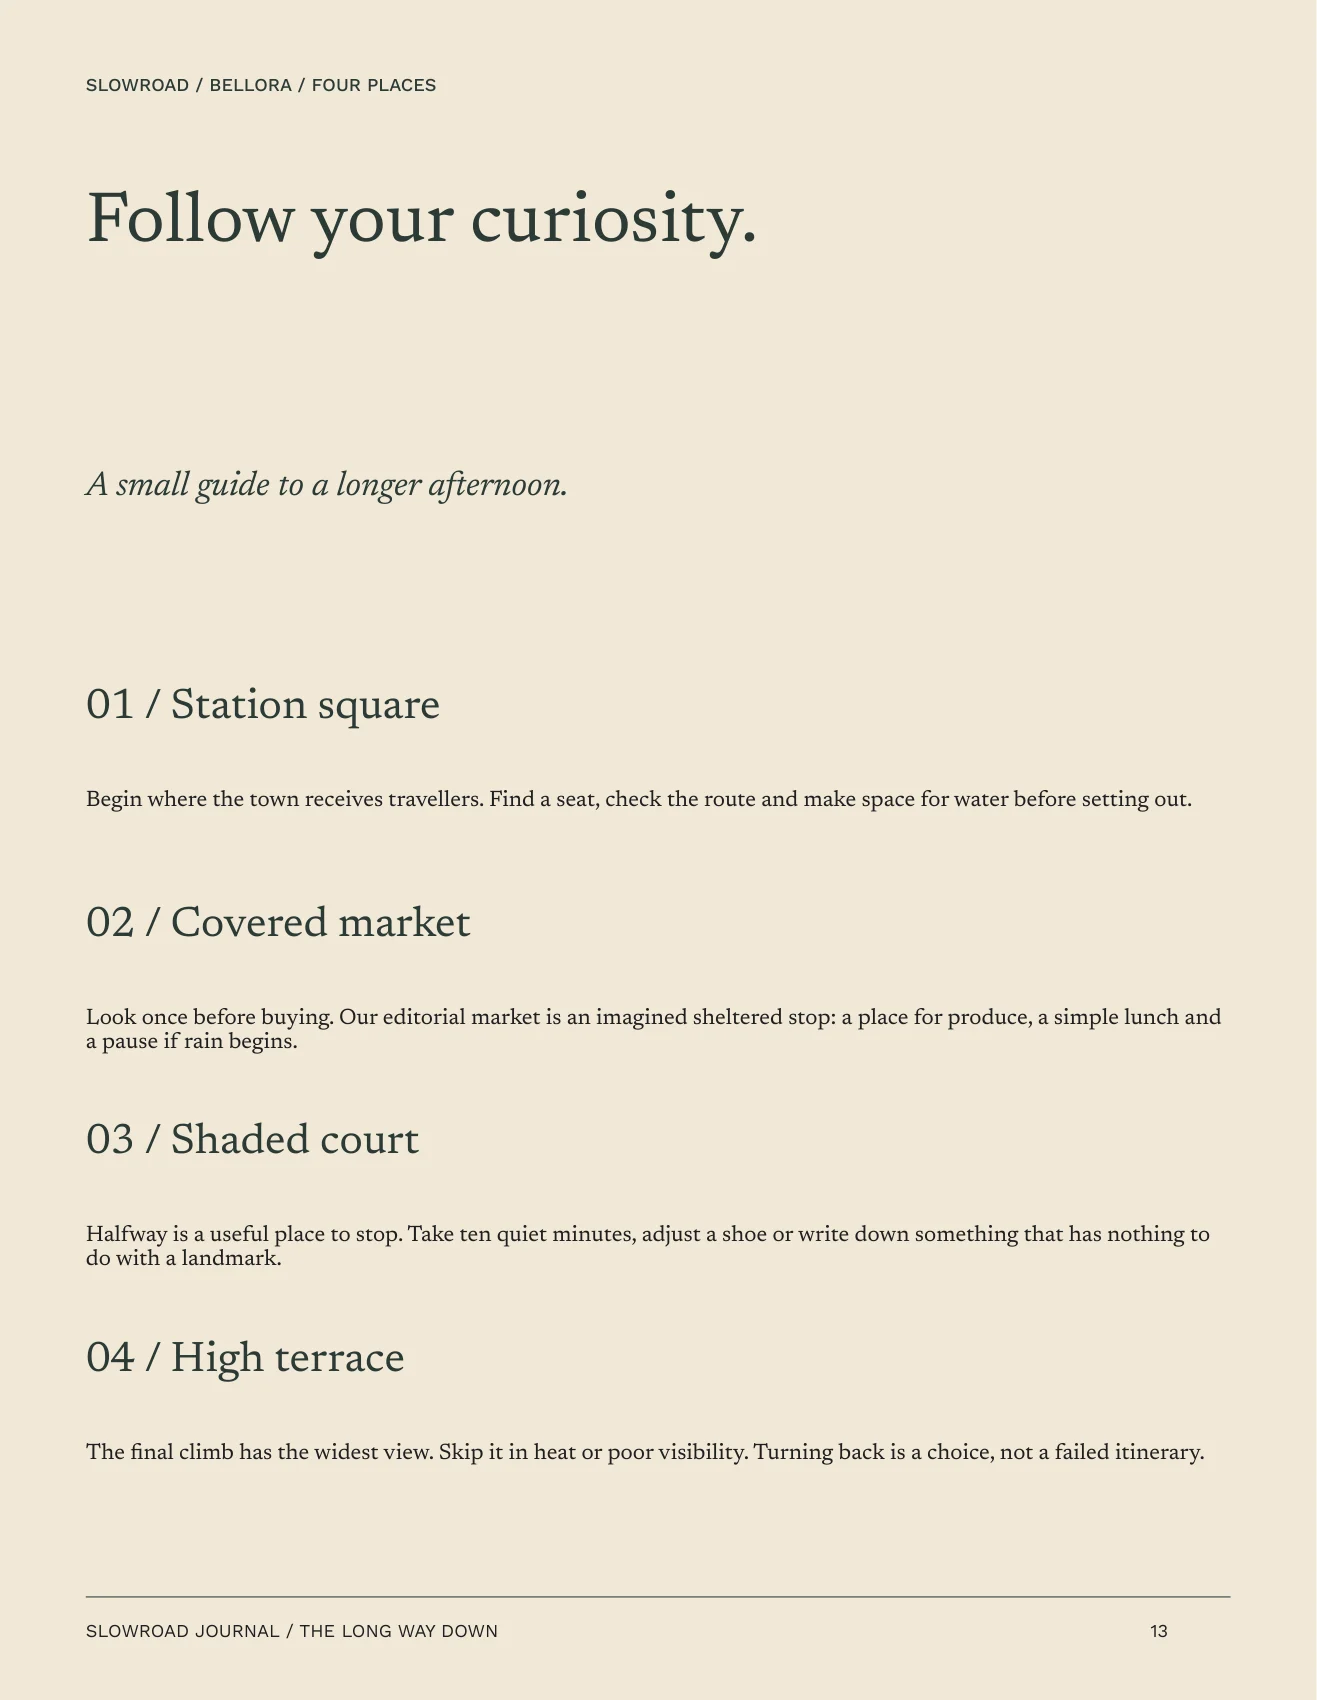 SLOWROAD / BELLORA / FOUR PLACES
Follow your curiosity.
A small guide to a longer afternoon.
01 / Station square
Begin where the town receives travellers. Find a seat, check the route and make space for water before setting out.
02 / Covered market
Look once before buying. Our editorial market is an imagined sheltered stop: a place for produce, a simple lunch and
a pause if rain begins.
03 / Shaded court
Halfway is a useful place to stop. Take ten quiet minutes, adjust a shoe or write down something that has nothing to
do with a landmark.
04 / High terrace
The final climb has the widest view. Skip it in heat or poor visibility. Turning back is a choice, not a failed itinerary.
SLOWROAD JOURNAL / THE LONG WAY DOWN 13